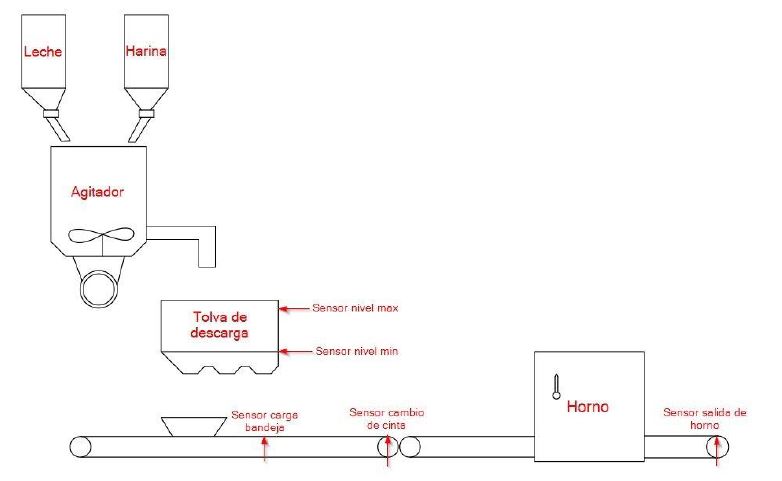 Leche
Harina
Agitador
Sensor nivel max
Tolva de
descarga
Sensor nivel min
Sensor carga
bandeja
Sensor cambio
de cinta
Horno
Sensor salida de
horno